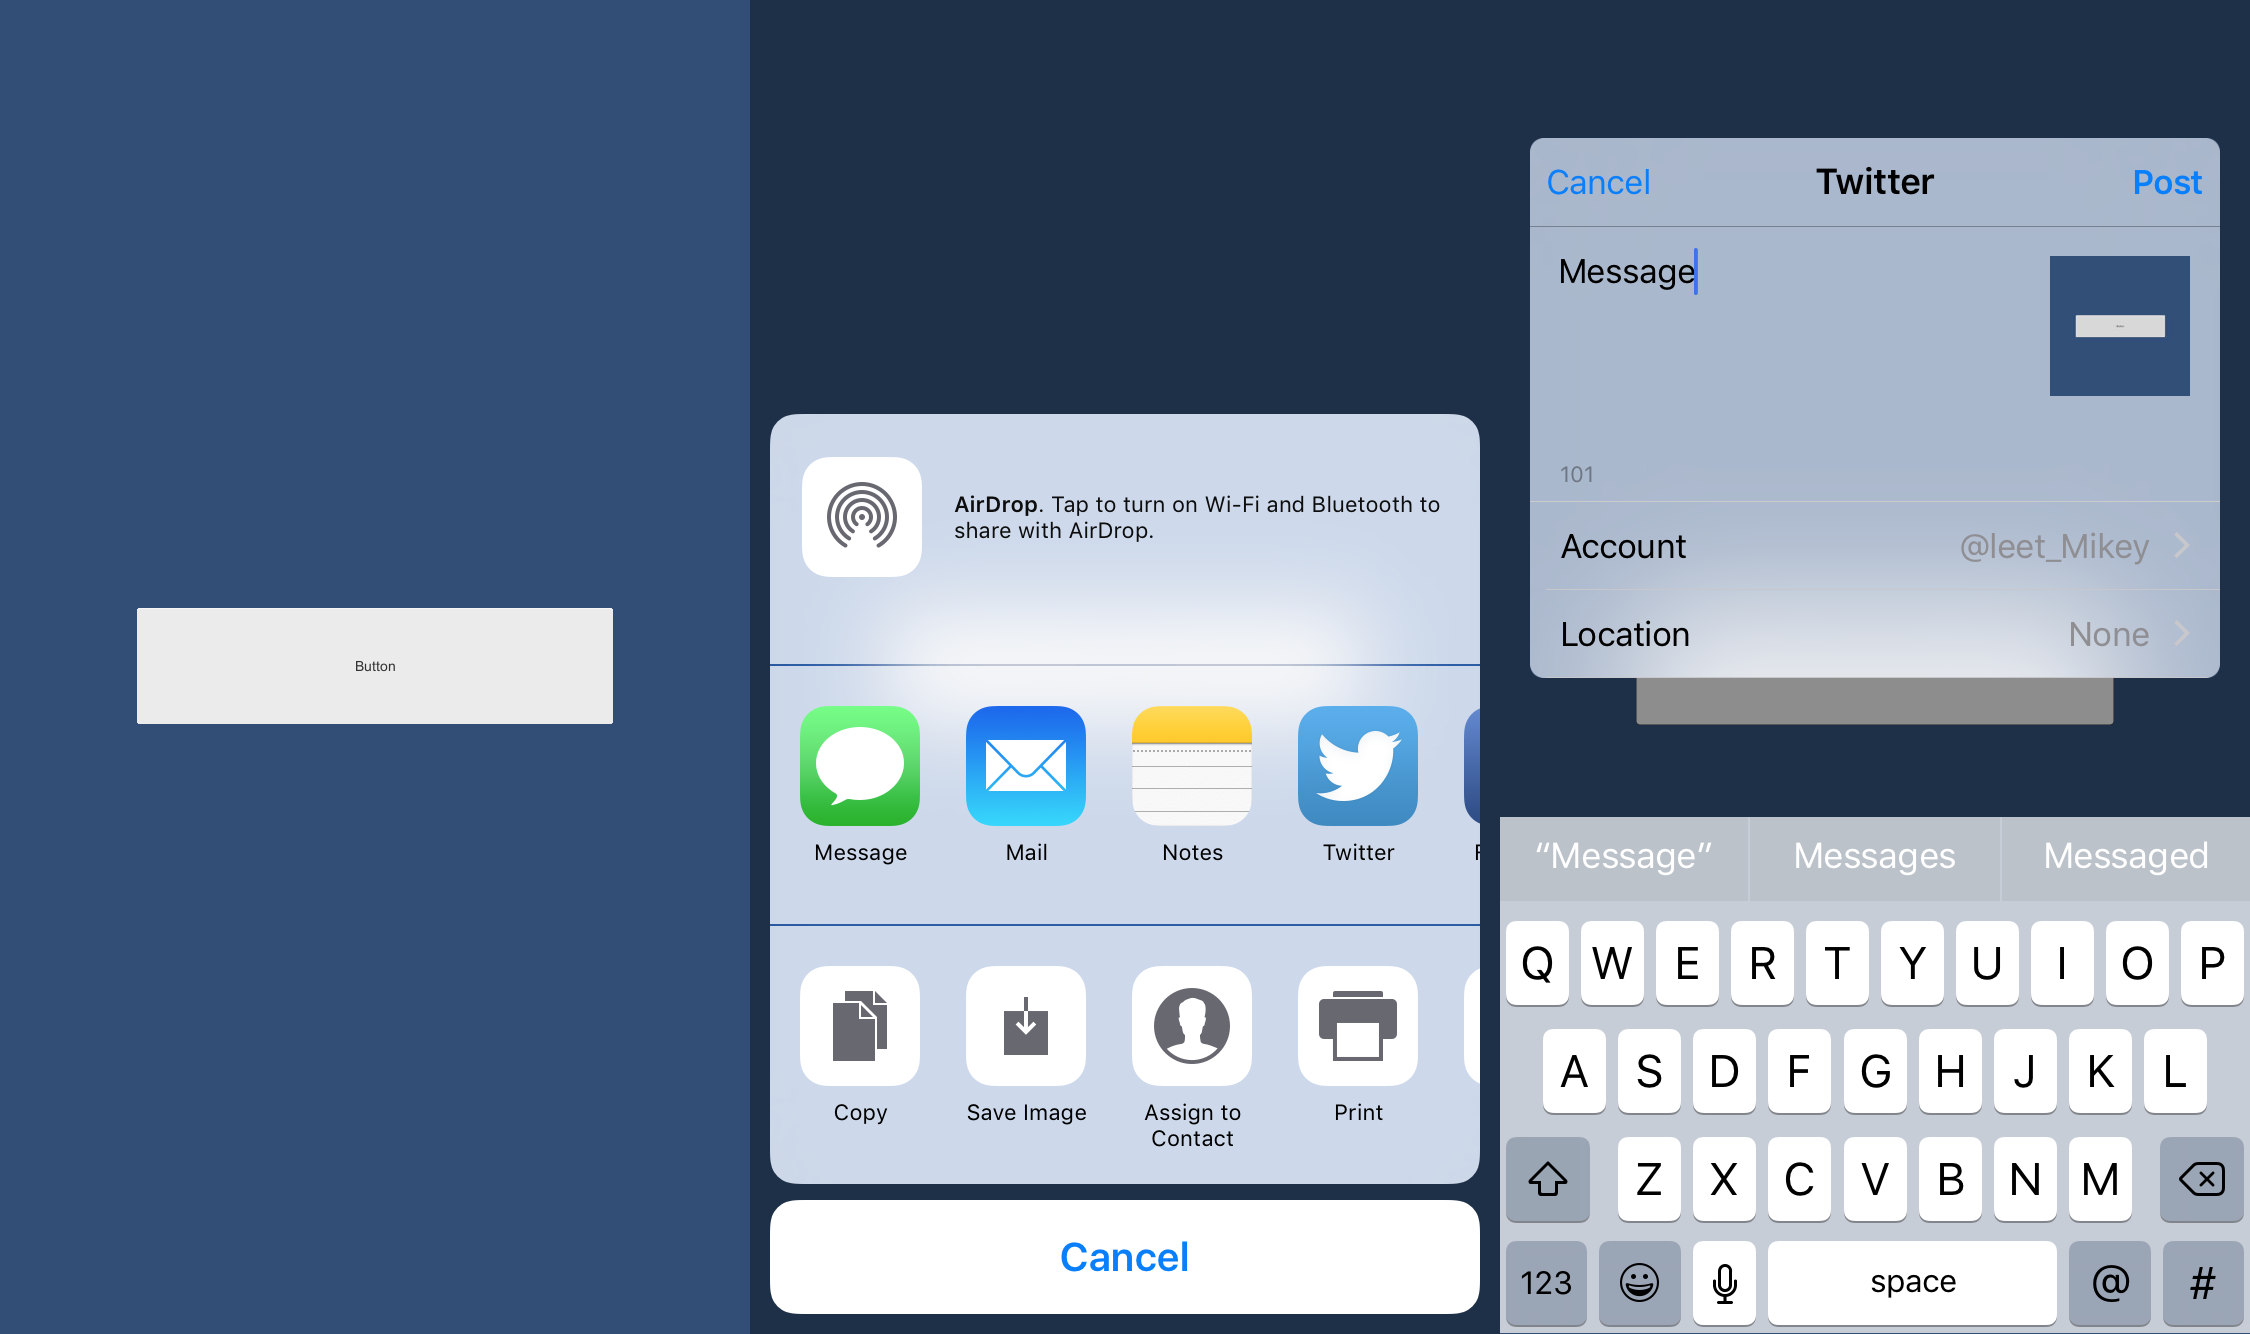 Button
AirDrop. Tap to turn on Wi-Fi and Bluetooth to
share with AirDrop.
Message
Mail
Notes
Twitter
Copy
Save Image
Assign to
Contact
Print
Cancel
Cancel
Twitter
Post
Message
101
Account
@leet_Mikey
Location
None
“Message”
Messages
Messaged
Q W E R T Y U I O P
A S D F G H J K L
Z X C V B N M
123
space
@
#